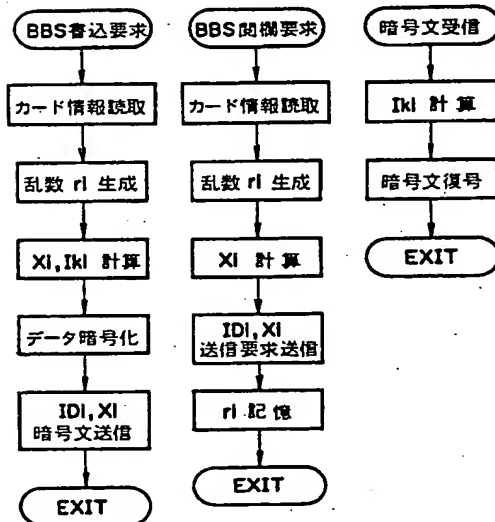 BBS書込要求
カード情報読取
乱数 ri 生成
Xi,Iki 計算
データ暗号化
IDi,Xi
暗号文送信
EXIT
BBS閲欄要求
カード情報読取
乱数 ri 生成
Xi 計算
IDi,Xi
送信要求送信
ri 記憶
EXIT
暗号文受信
Iki 計算
暗号文復号
EXIT